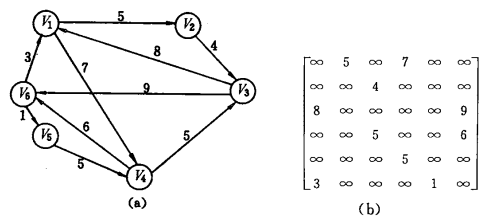 V1
5
V2
4
8
3
7
V3
9
V6
1
6
5
V5
5
V4
(a)
∞ 5 ∞ 7 ∞ ∞
∞ ∞ 4 ∞ ∞ ∞
8 ∞ ∞ ∞ ∞ 9
∞ ∞ 5 ∞ ∞ 6
∞ ∞ ∞ 5 ∞ ∞
3 ∞ ∞ ∞ 1 ∞
(b)